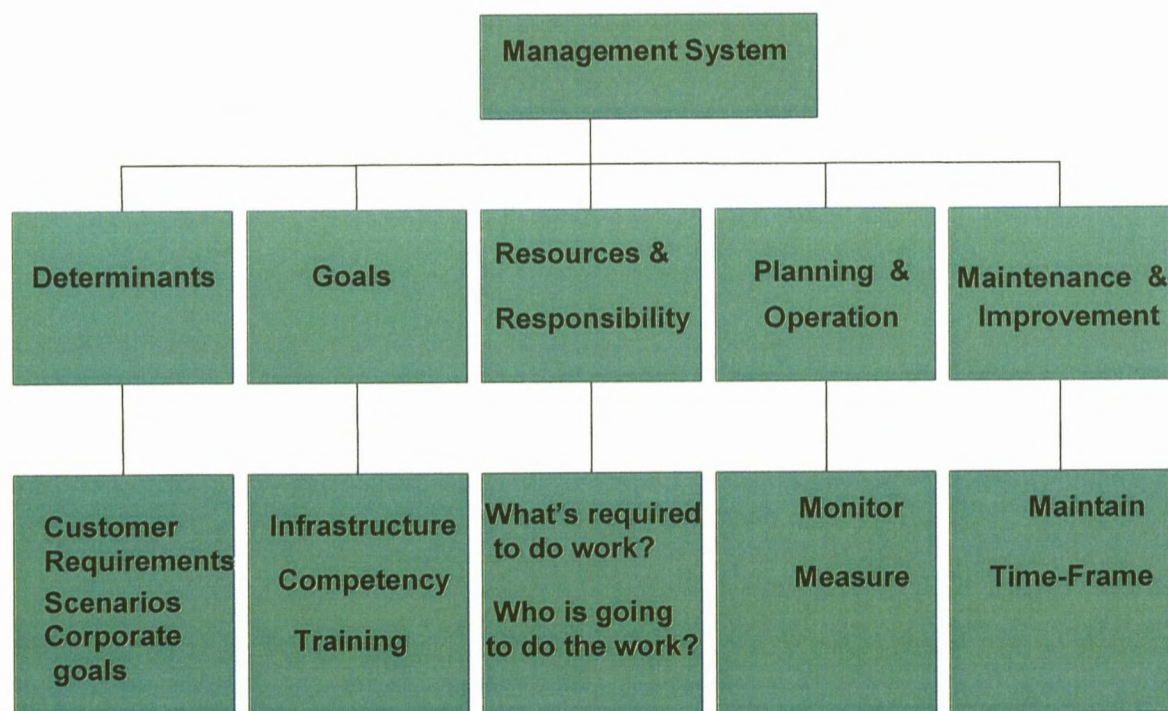 Management System
Determinants
Goals
Resources &
Responsibility
Planning &
Operation
Maintenance &
Improvement
Customer
Requirements
Scenarios
Corporate
goals
Infrastructure
Competency
Training
What's required
to do work?
Who is going
to do the work?
Monitor
Measure
Maintain
Time-Frame